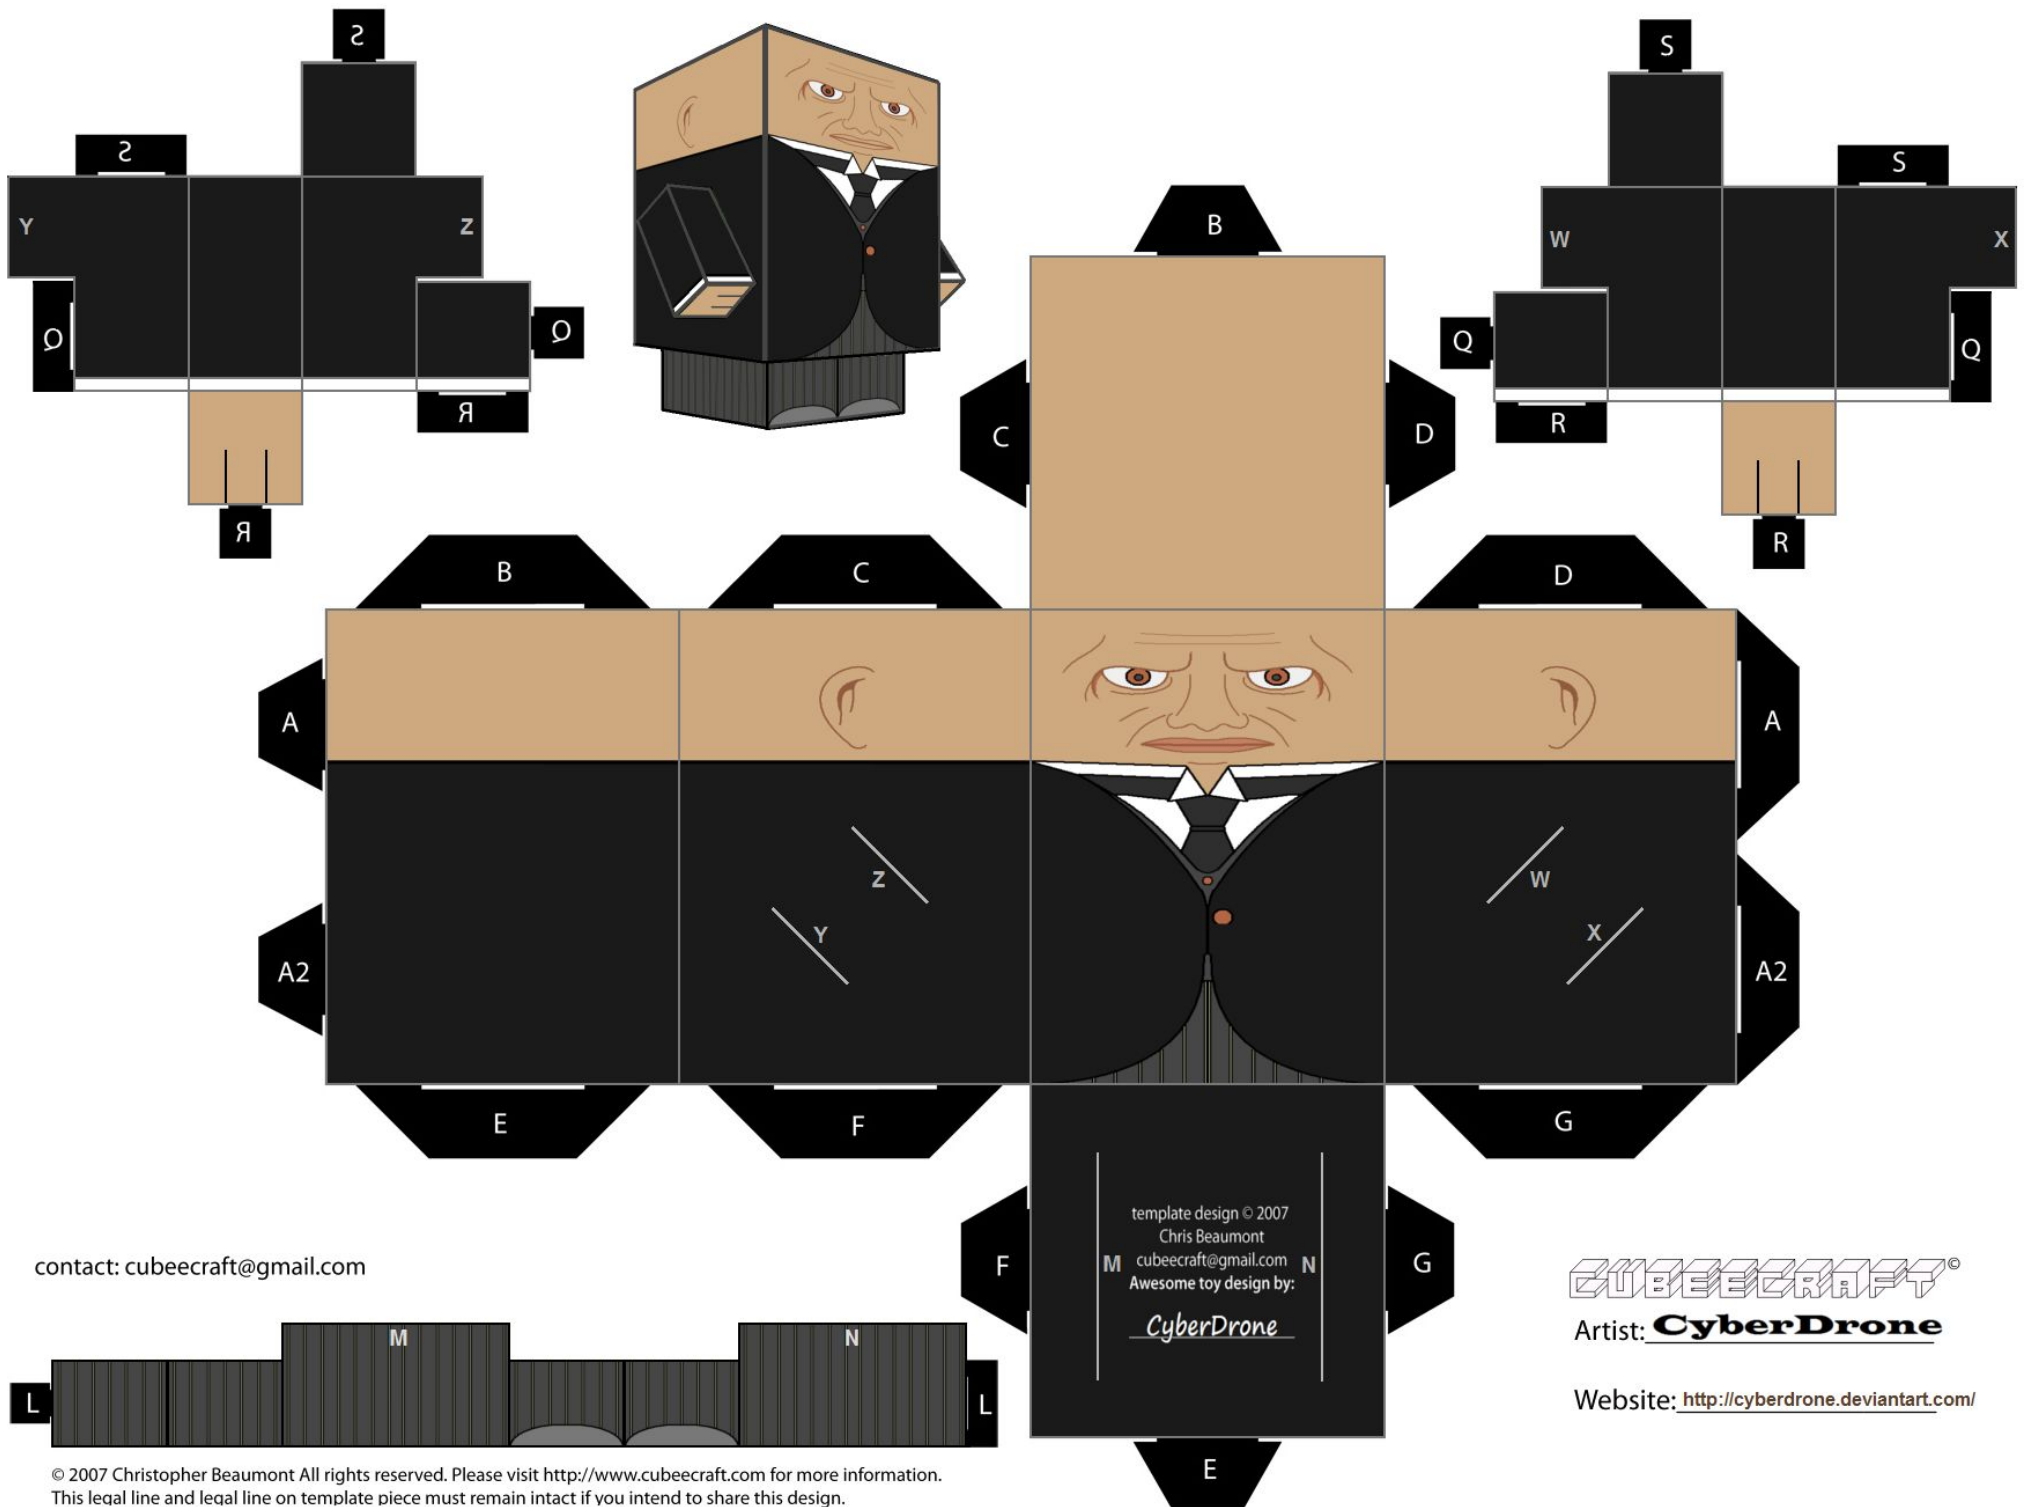 S
S
S
S
Y
Z
W
X
B
Q
Q
Q
Q
C
D
R
R
R
R
B
C
D
A
A
Z
W
Y
X
A2
A2
E
F
G
template design © 2007
Chris Beaumont
F
M
cubeecraft@gmail.com
N
G
Awesome toy design by:
CyberDrone
contact: cubeecraft@gmail.com
CUBEECRAFT©
Artist: CyberDrone
M
N
L
L
Website: http://cyberdrone.deviantart.com/
E
© 2007 Christopher Beaumont All rights reserved. Please visit http://www.cubeecraft.com for more information.
This legal line and legal line on template piece must remain intact if you intend to share this design.